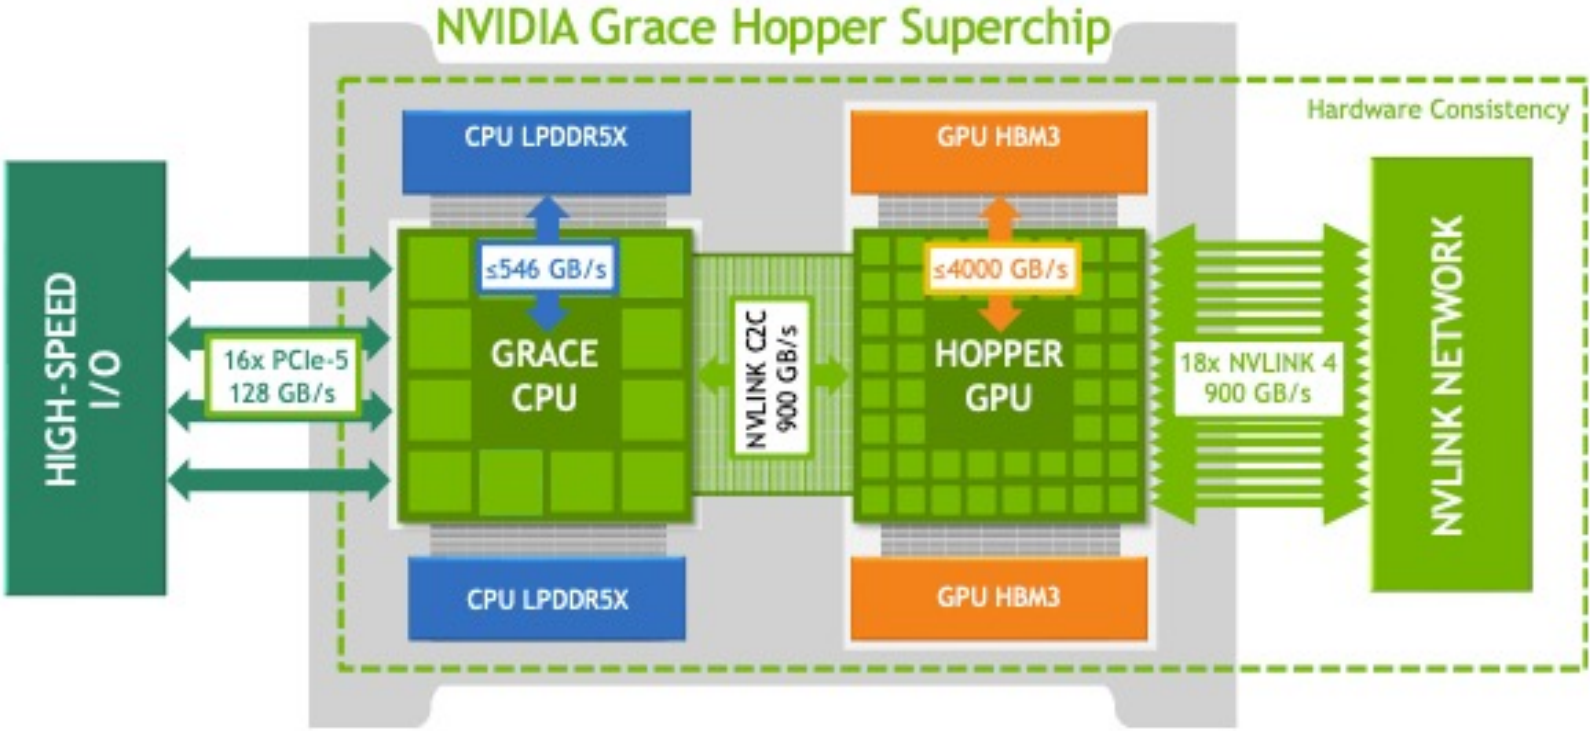 NVIDIA Grace Hopper Superchip
Hardware Consistency
CPU LPDDR5X
GPU HBM3
HIGH-SPEED
I/O
16x PCIe-5
128 GB/s
≤546 GB/s
GRACE
CPU
NVLINK C2C
900 GB/s
≤4000 GB/s
HOPPER
GPU
18x NVLINK 4
900 GB/s
NVLINK NETWORK
CPU LPDDR5X
GPU HBM3